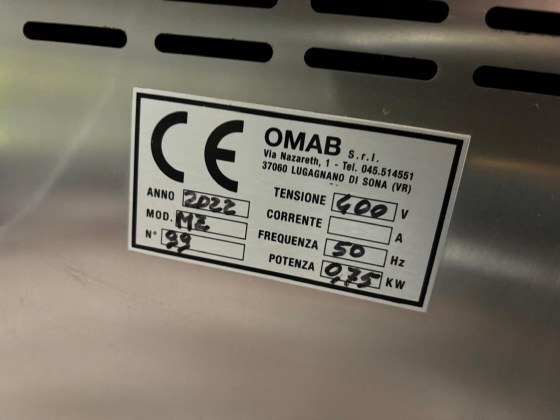 CE
OMAB s.r.l.
Via Nazareth, 1 - Tel. 045.514551
37060 LUGAGNANO DI SONA (VR)
ANNO 2022
MOD. MZ
N° 99
TENSIONE 400 V
CORRENTE A
FREQUENZA 50 Hz
POTENZA 0,75 KW